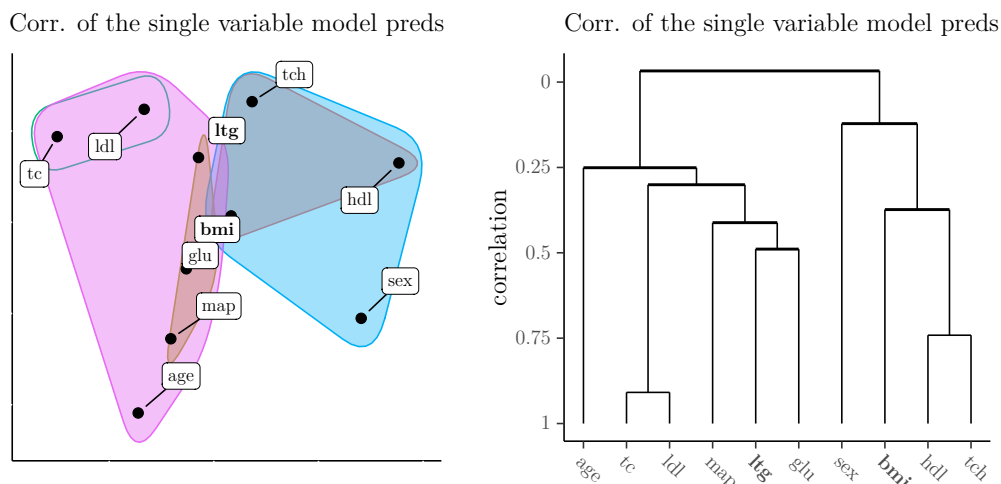 Corr. of the single variable model preds
tch
ltg
ldl
tc
hdl
bmi
glu
sex
map
age
Corr. of the single variable model preds
correlation
0
0.25
0.5
0.75
1
age
tc
ldl
map
ltg
glu
sex
bmi
hdl
tch